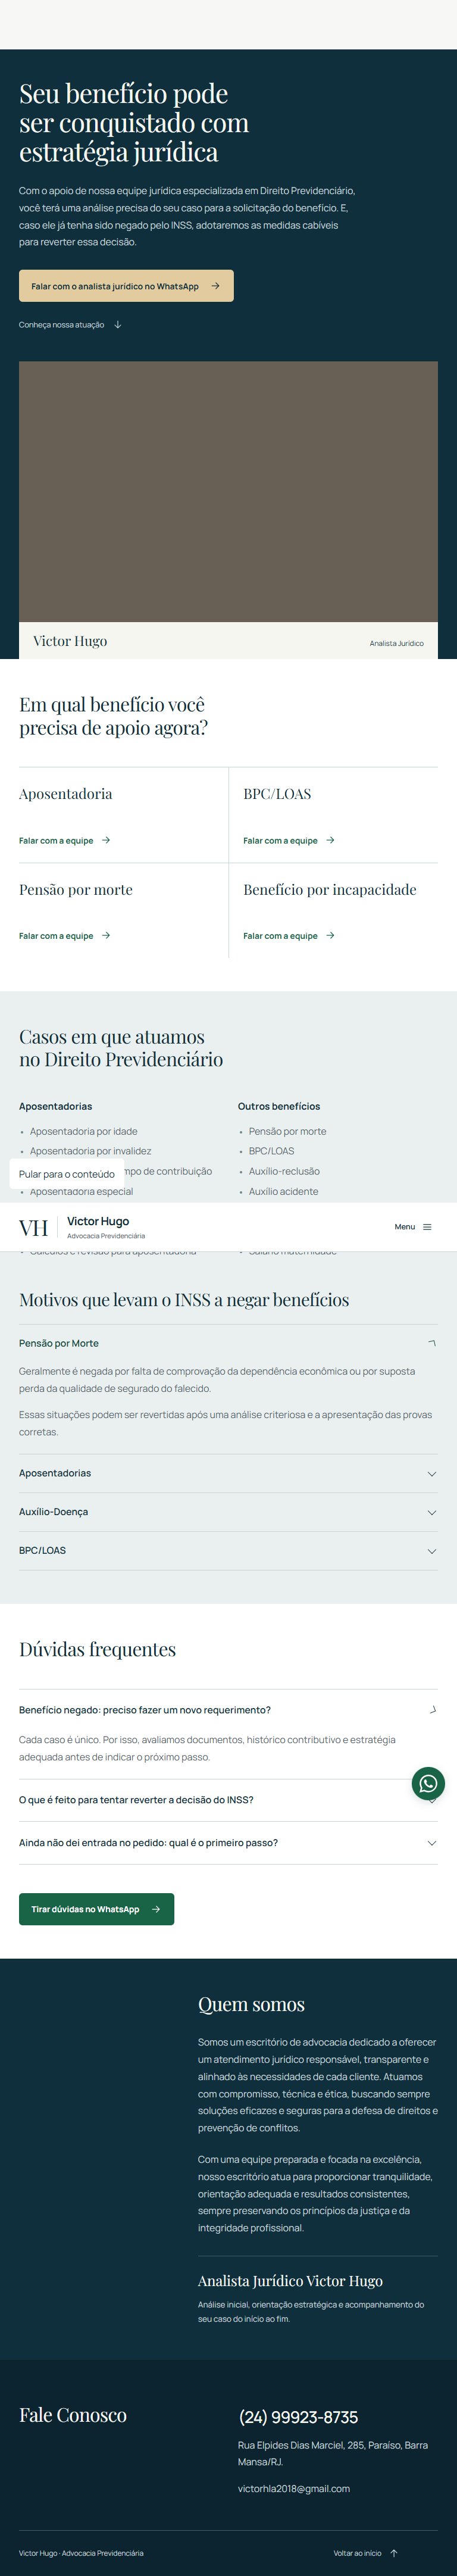 Seu benefício pode
ser conquistado com
estratégia jurídica
Com o apoio de nossa equipe jurídica especializada em Direito Previdenciário,
você terá uma análise precisa do seu caso para a solicitação do benefício. E,
caso ele já tenha sido negado pelo INSS, adotaremos as medidas cabíveis
para reverter essa decisão.
Falar com o analista jurídico no WhatsApp
Conheça nossa atuação
Victor Hugo
Analista Jurídico
Em qual benefício você
precisa de apoio agora?
Aposentadoria
Falar com a equipe
BPC/LOAS
Falar com a equipe
Pensão por morte
Falar com a equipe
Benefício por incapacidade
Falar com a equipe
Casos em que atuamos
no Direito Previdenciário
Aposentadorias
Aposentadoria por idade
Aposentadoria por invalidez
mpo de contribuição
Aposentadoria especial
Outros benefícios
Pensão por morte
BPC/LOAS
Auxílio-reclusão
Auxílio acidente
Pular para o conteúdo
VH
Victor Hugo
Advocacia Previdenciária
Menu
Motivos que levam o INSS a negar benefícios
Pensão por Morte
Geralmente é negada por falta de comprovação da dependência econômica ou por suposta
perda da qualidade de segurado do falecido.
Essas situações podem ser revertidas após uma análise criteriosa e a apresentação das provas
corretas.
Aposentadorias
Auxílio-Doença
BPC/LOAS
Dúvidas frequentes
Benefício negado: preciso fazer um novo requerimento?
Cada caso é único. Por isso, avaliamos documentos, histórico contributivo e estratégia
adequada antes de indicar o próximo passo.
O que é feito para tentar reverter a decisão do INSS?
Ainda não dei entrada no pedido: qual é o primeiro passo?
Tirar dúvidas no WhatsApp
Quem somos
Somos um escritório de advocacia dedicado a oferecer
um atendimento jurídico responsável, transparente e
alinhado às necessidades de cada cliente. Atuamos
com compromisso, técnica e ética, buscando sempre
soluções eficazes e seguras para a defesa de direitos e
prevenção de conflitos.
Com uma equipe preparada e focada na excelência,
nosso escritório atua para proporcionar tranquilidade,
orientação adequada e resultados consistentes,
sempre preservando os princípios da justiça e da
integridade profissional.
Analista Jurídico Victor Hugo
Análise inicial, orientação estratégica e acompanhamento do
seu caso do início ao fim.
Fale Conosco
(24) 99923-8735
Rua Elpides Dias Marciel, 285, Paraíso, Barra
Mansa/RJ.
victorhla2018@gmail.com
Victor Hugo · Advocacia Previdenciária
Voltar ao início